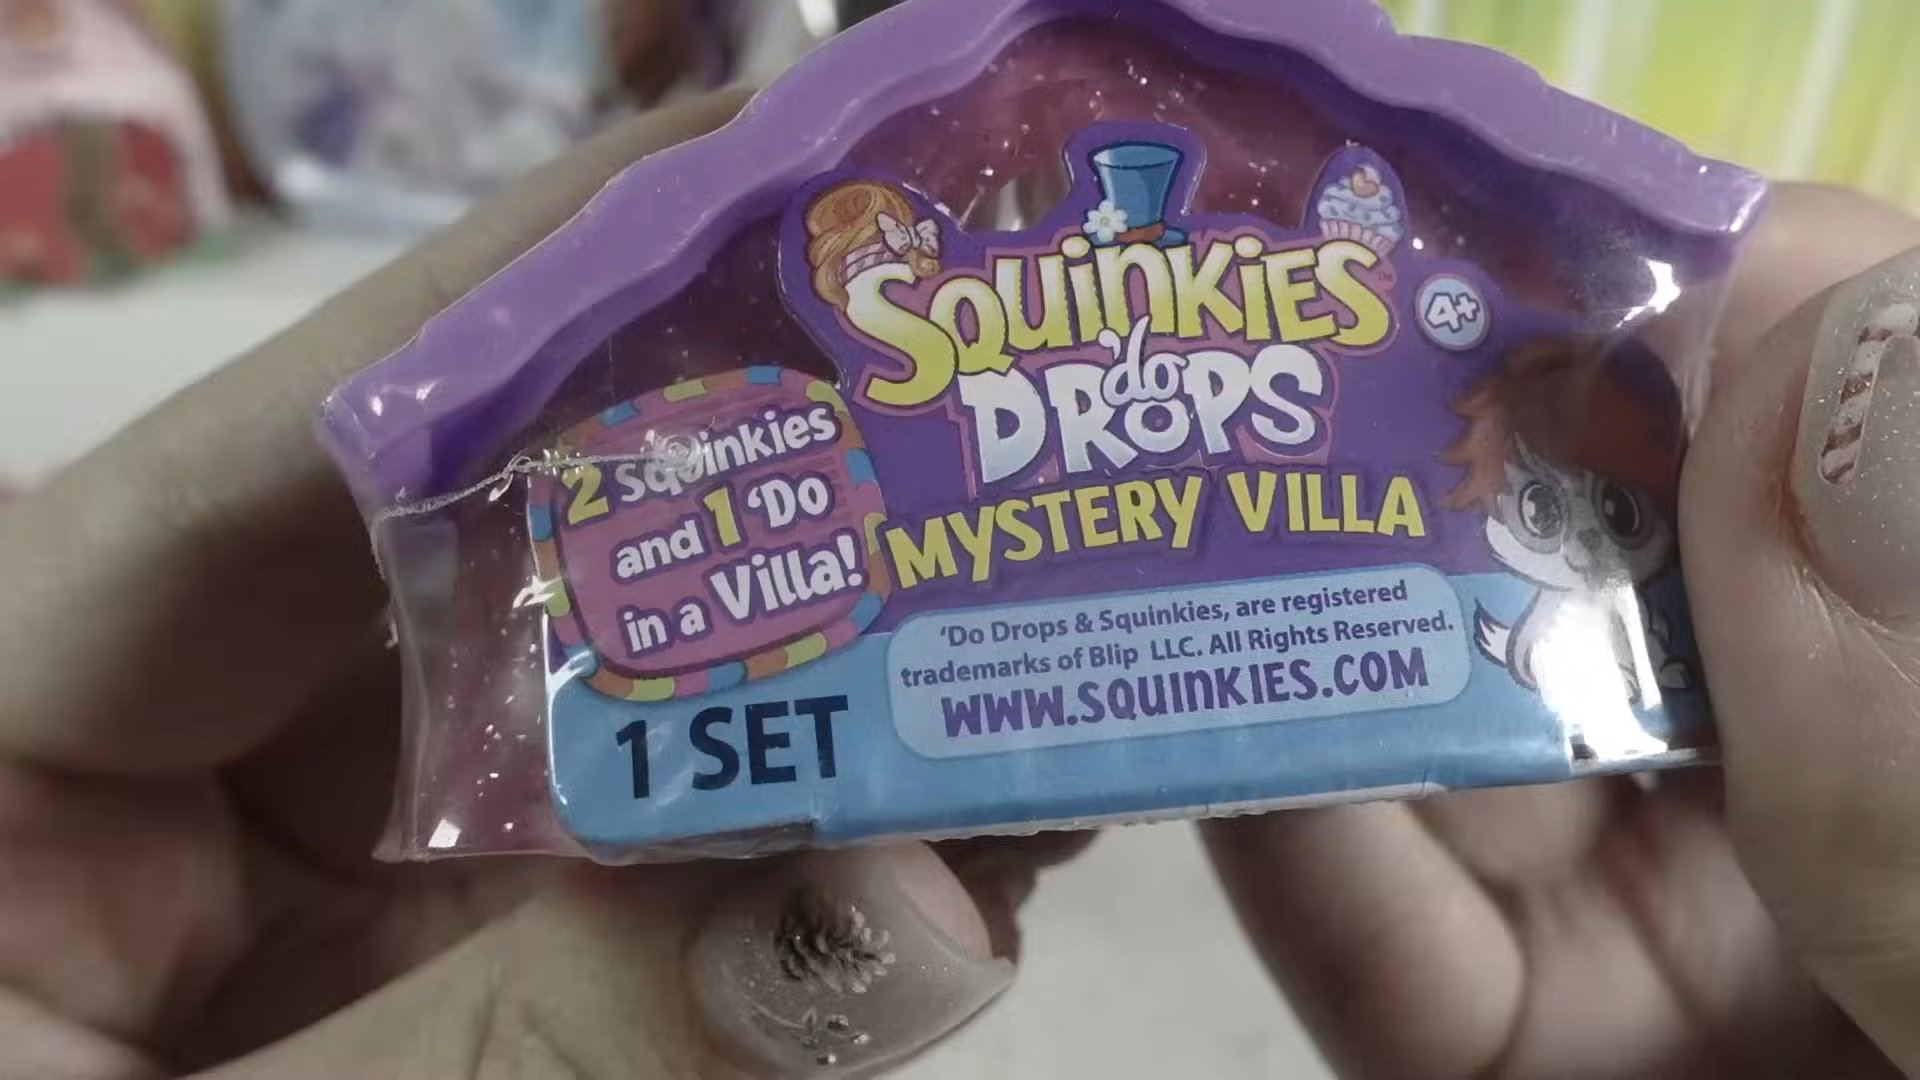 SQUINKIES™
'do
DROPS
4+
MYSTERY VILLA
2 Squinkies
and 1 'Do
in a Villa!
'Do Drops & Squinkies, are registered
trademarks of Blip LLC. All Rights Reserved.
WWW.SQUINKIES.COM
1 SET